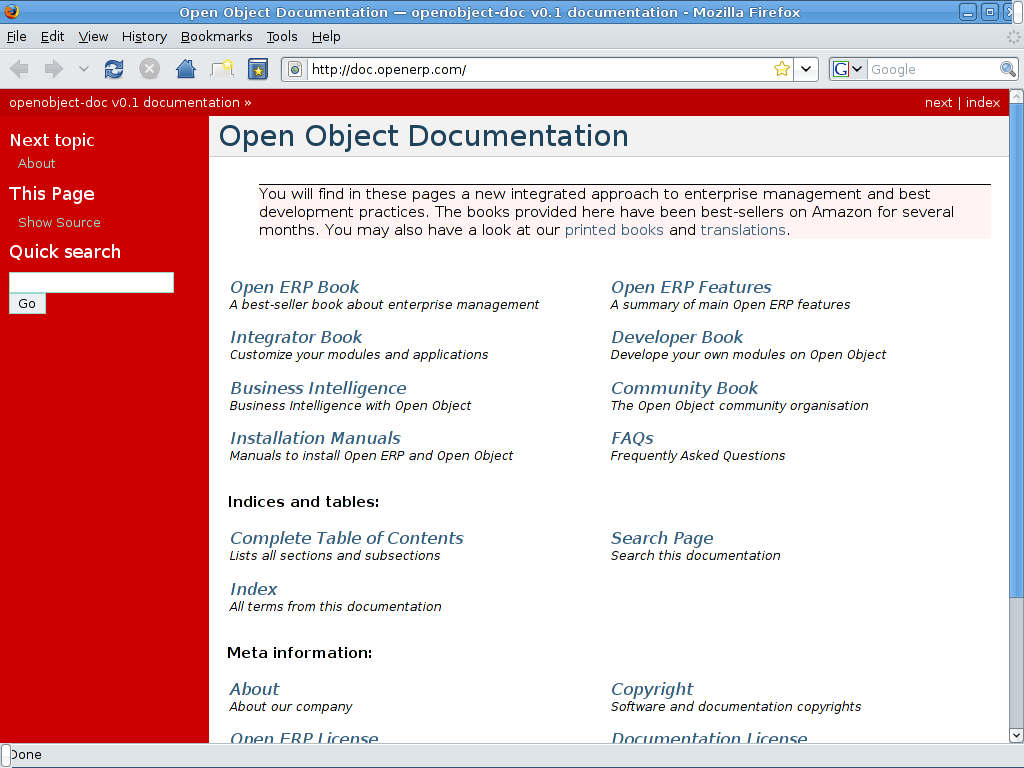 Open Object Documentation — openobject-doc v0.1 documentation - Mozilla Firefox
File Edit View History Bookmarks Tools Help
http://doc.openerp.com/
G Google
openobject-doc v0.1 documentation »
next | index
Next topic
About
This Page
Show Source
Quick search
Go
Open Object Documentation
You will find in these pages a new integrated approach to enterprise management and best
development practices. The books provided here have been best-sellers on Amazon for several
months. You may also have a look at our printed books and translations.
Open ERP Book
A best-seller book about enterprise management
Open ERP Features
A summary of main Open ERP features
Integrator Book
Customize your modules and applications
Developer Book
Develope your own modules on Open Object
Business Intelligence
Business Intelligence with Open Object
Community Book
The Open Object community organisation
Installation Manuals
Manuals to install Open ERP and Open Object
FAQs
Frequently Asked Questions
Indices and tables:
Complete Table of Contents
Lists all sections and subsections
Search Page
Search this documentation
Index
All terms from this documentation
Meta information:
About
About our company
Copyright
Software and documentation copyrights
Open ERP License
Documentation License
Done